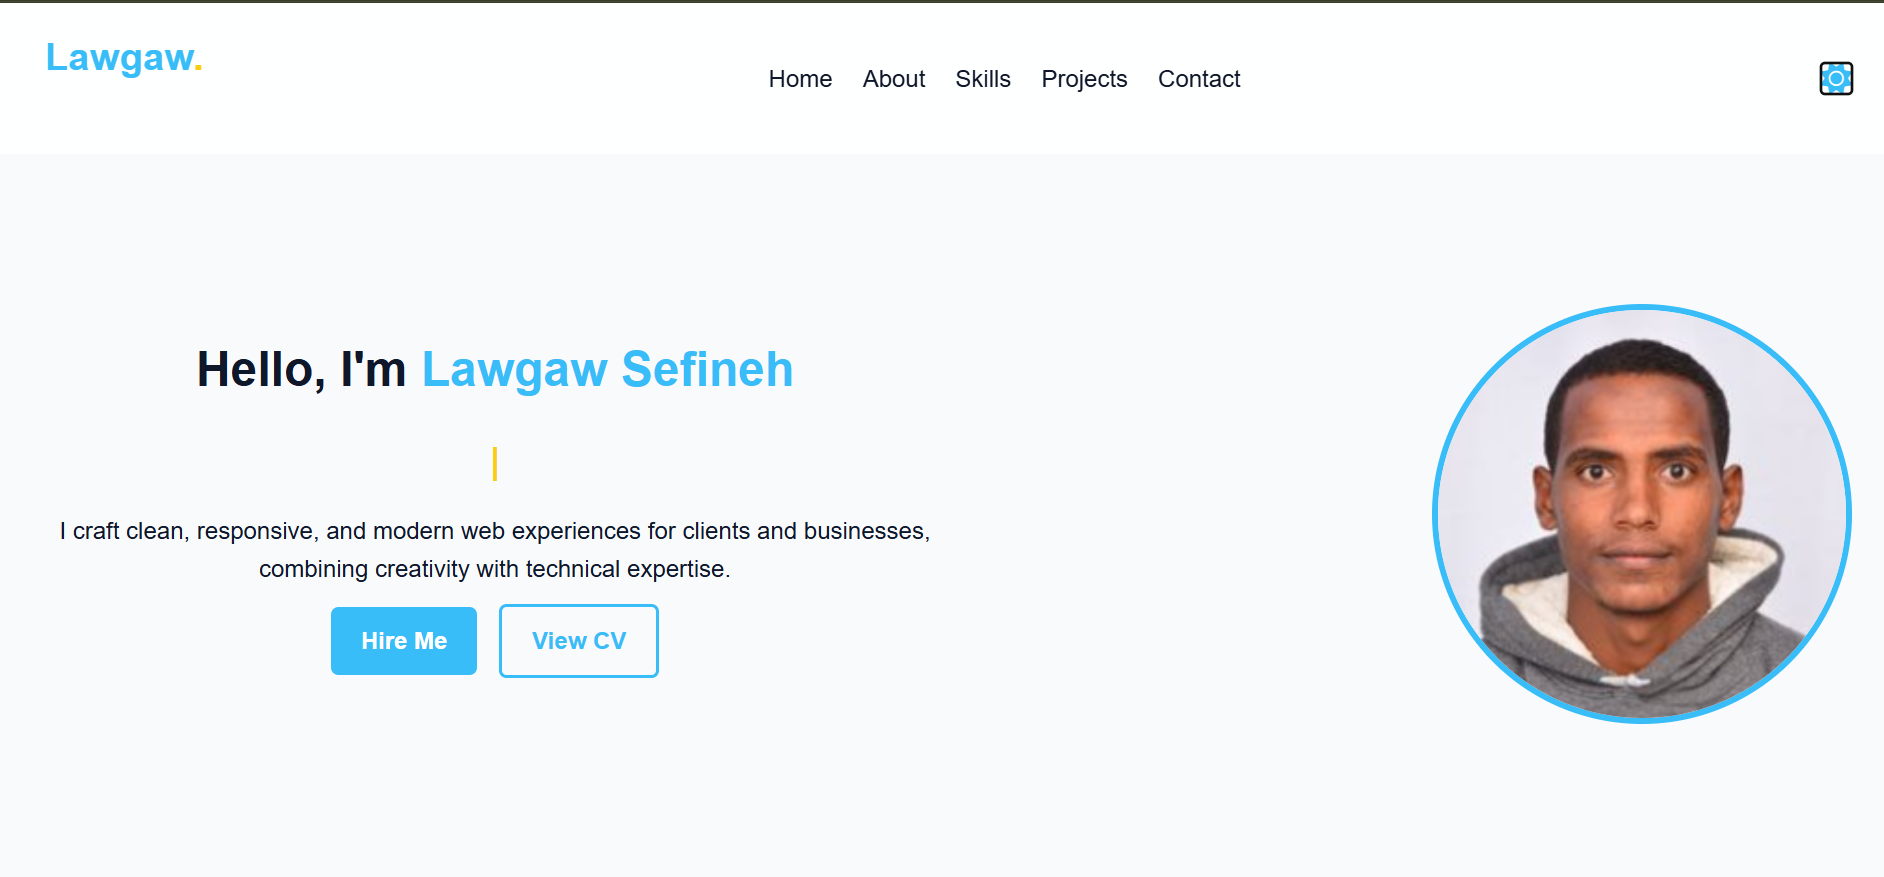 Lawgaw.
Home About Skills Projects Contact
Hello, I'm Lawgaw Sefineh
I craft clean, responsive, and modern web experiences for clients and businesses,
combining creativity with technical expertise.
Hire Me View CV